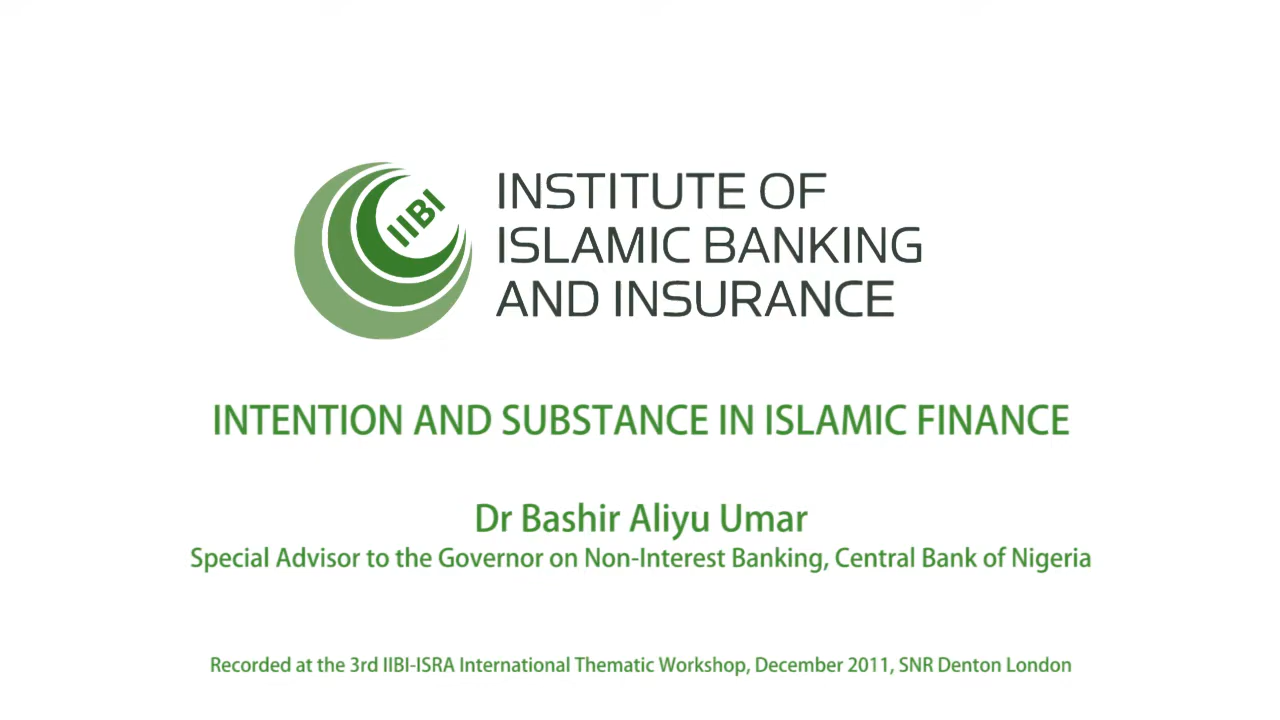 IIBI
INSTITUTE OF
ISLAMIC BANKING
AND INSURANCE
INTENTION AND SUBSTANCE IN ISLAMIC FINANCE
Dr Bashir Aliyu Umar
Special Advisor to the Governor on Non-Interest Banking, Central Bank of Nigeria
Recorded at the 3rd IIBI-ISRA International Thematic Workshop, December 2011, SNR Denton London